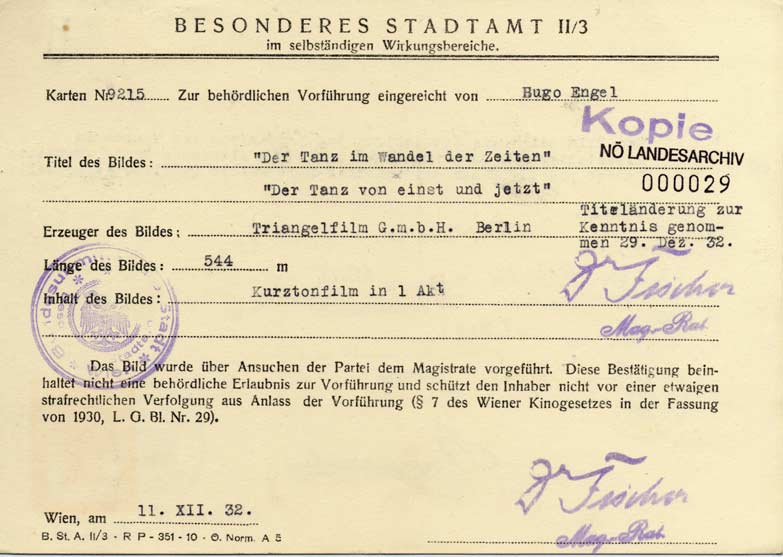 BESONDERES STADTAMT II/3
im selbständigen Wirkungsbereiche.
Karten Nr. 9215 Zur behördlichen Vorführung eingereicht von Bugo Engel
Kopie
NÖ LANDESARCHIV
000029
Titel des Bildes: "Der Tanz im Wandel der Zeiten"
"Der Tanz von einst und jetzt"
Titeländerung zur
Kenntnis genom-
men 29. Dez. 32.
Erzeuger des Bildes: Triangelfilm G.m.b.H. Berlin
Länge des Bildes: 544 m
Inhalt des Bildes: Kurztonfilm in 1 Akt
Dr Fischer
Mag.-Rat.
Das Bild wurde über Ansuchen der Partei dem Magistrate vorgeführt. Diese Bestätigung bein-
haltet nicht eine behördliche Erlaubnis zur Vorführung und schützt den Inhaber nicht vor einer etwaigen
strafrechtlichen Verfolgung aus Anlass der Vorführung (§ 7 des Wiener Kinogesetzes in der Fassung
von 1930, L. G. Bl. Nr. 29).
Wien, am 11. XII. 32.
Dr Fischer
Mag.-Rat.
B. St. A. II/3 - R P - 351 - 10 - Ö. Norm. A 5